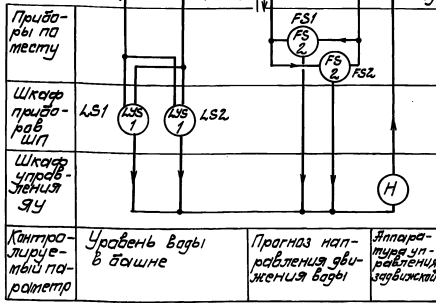 Прибо-
ры по
месту
FS1
FS
2
FS
2
FS2
Шкаф
прибо-
ров
ШП
LS1
LYS
1
LYS
1
LS2
Шкаф
управ-
ления
ЯУ
Н
Контро-
лируе-
мый па-
раметр
Уровень воды
в башне
Прогноз нап-
равления дви-
жения воды
Аппара-
тура уп-
равления
задвижкой